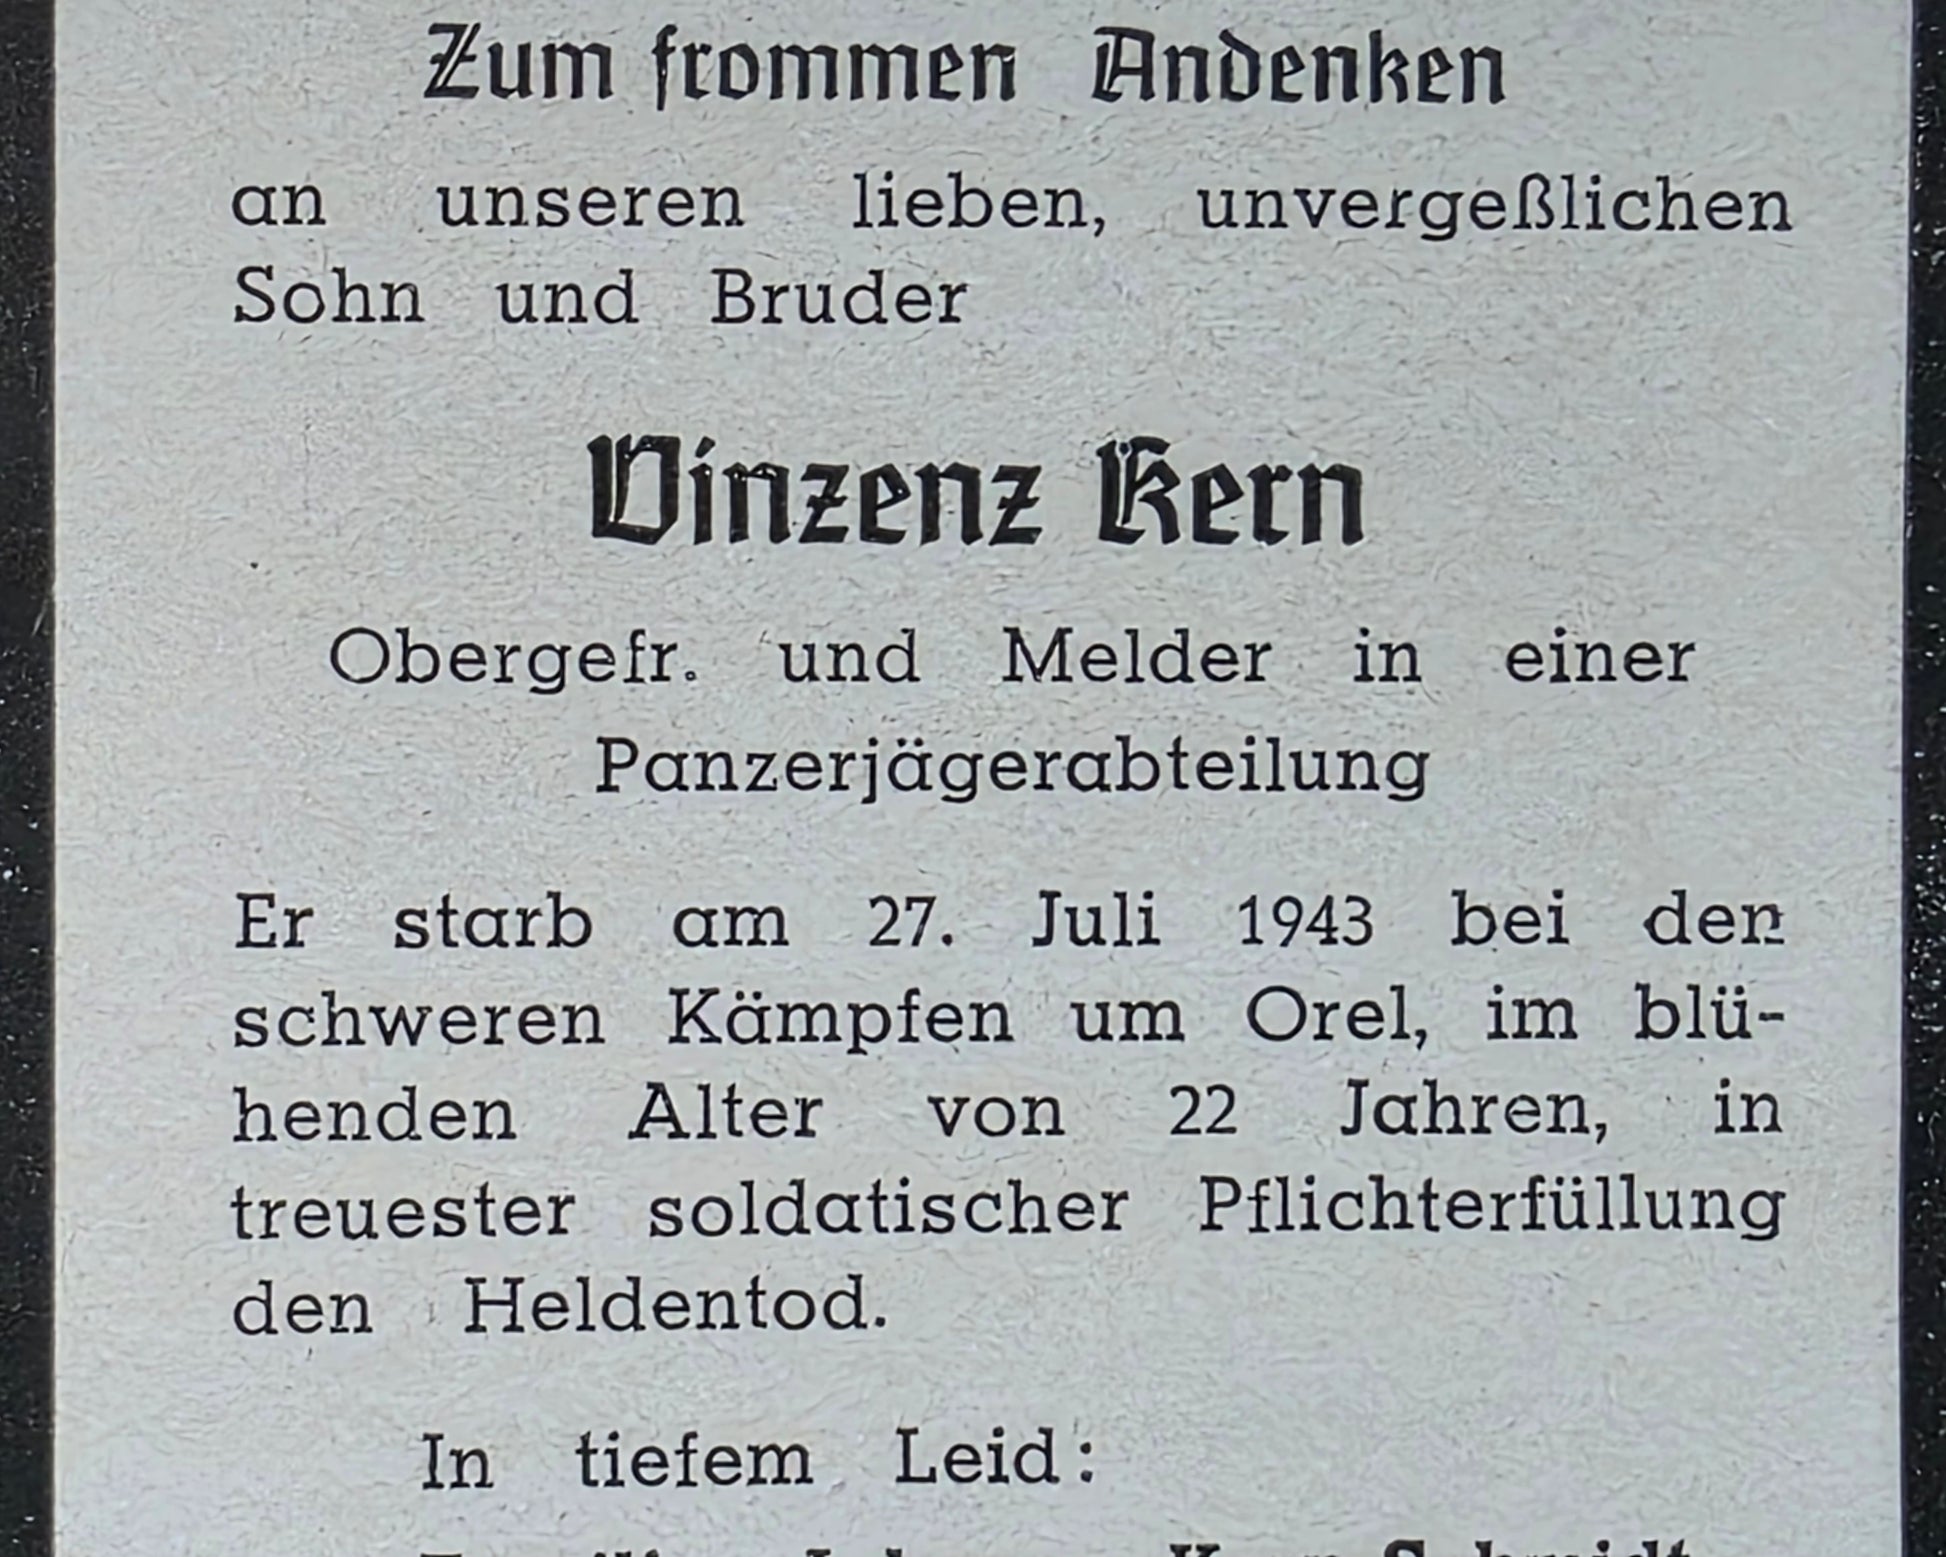 Zum frommen Andenken
an unseren lieben, unvergeßlichen
Sohn und Bruder
Vinzenz Kern
Obergefr. und Melder in einer
Panzerjägerabteilung
Er starb am 27. Juli 1943 bei den
schweren Kämpfen um Orel, im blü-
henden Alter von 22 Jahren, in
treuester soldatischer Pflichterfüllung
den Heldentod.
In tiefem Leid: